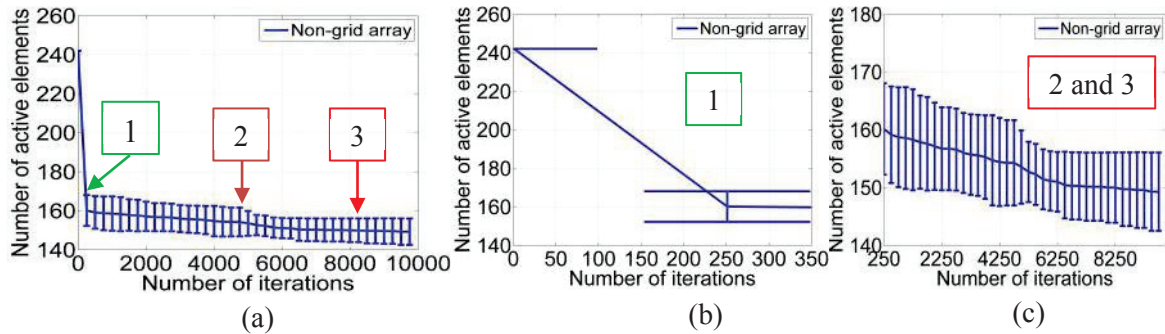 260
240
220
200
180
160
140
0 2000 4000 6000 8000 10000
Number of active elements
Number of iterations
Non-grid array
1
2
3
(a)
260
240
220
200
180
160
140
0 50 100 150 200 250 300 350
Number of active elements
Number of iterations
Non-grid array
1
(b)
180
170
160
150
140
250 2250 4250 6250 8250
Number of active elements
Number of iterations
Non-grid array
2 and 3
(c)